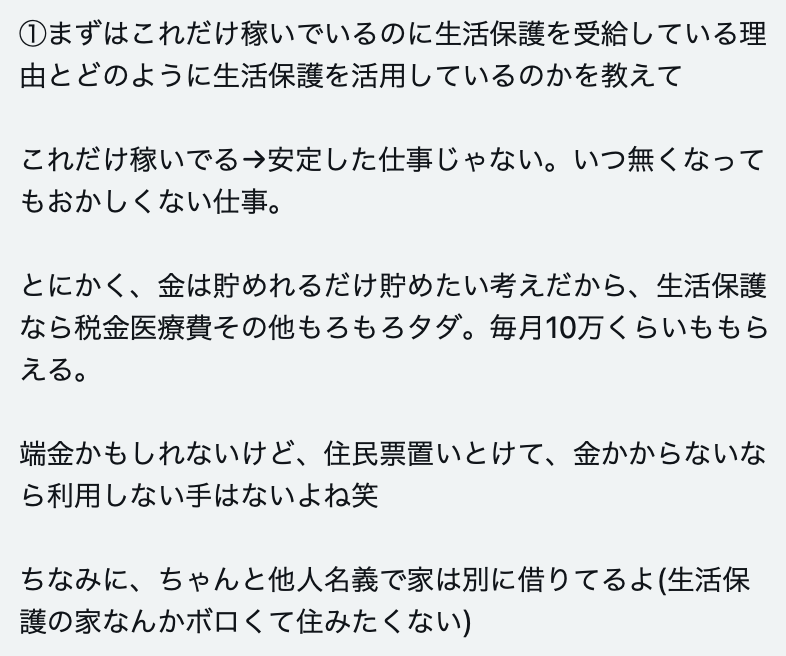 ①まずはこれだけ稼いでいるのに生活保護を受給している理
由とどのように生活保護を活用しているのかを教えて
これだけ稼いでる→安定した仕事じゃない。いつ無くなって
もおかしくない仕事。
とにかく、金は貯めれるだけ貯めたい考えだから、生活保護
なら税金医療費その他もろもろタダ。毎月10万くらいももら
える。
端金かもしれないけど、住民票置いとけて、金かからないな
ら利用しない手はないよね笑
ちなみに、ちゃんと他人名義で家は別に借りてるよ(生活保
護の家なんかボロくて住みたくない)